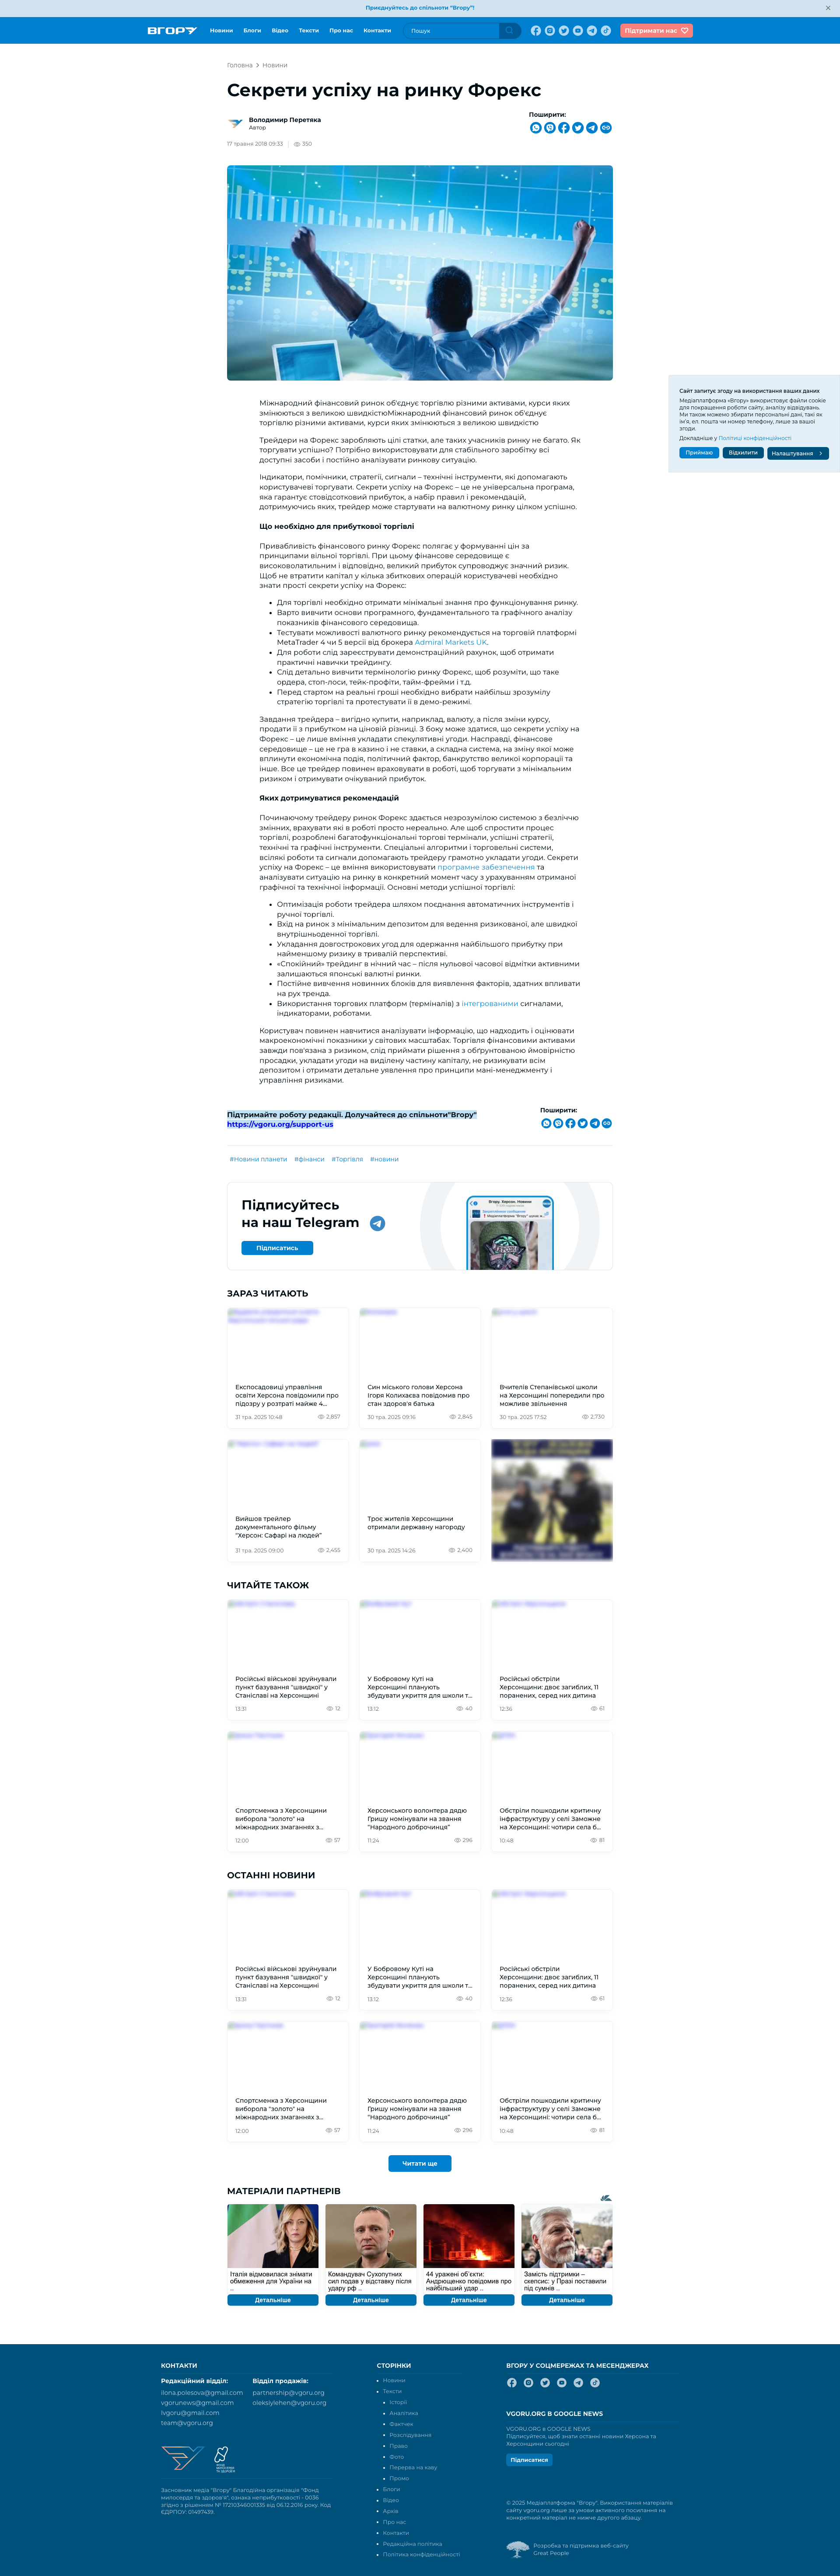 Приєднуйтесь до спільноти "Вгору"!
ВГОРУ
Новини Блоги Відео Тексти Про нас Контакти
Пошук
Підтримати нас
Головна > Новини
Секрети успіху на ринку Форекс
Володимир Перетяка
Автор
Поширити:
17 травня 2018 09:33 350
Міжнародний фінансовий ринок об'єднує торгівлю різними активами, курси яких
змінюються з великою швидкістюМіжнародний фінансовий ринок об'єднує
торгівлю різними активами, курси яких змінюються з великою швидкістю
Трейдери на Форекс заробляють цілі статки, але таких учасників ринку не багато. Як
торгувати успішно? Потрібно використовувати для стабільного заробітку всі
доступні засоби і постійно аналізувати ринкову ситуацію.
Індикатори, помічники, стратегії, сигнали – технічні інструменти, які допомагають
користувачеві торгувати. Секрети успіху на Форекс – це не універсальна програма,
яка гарантує стовідсотковий прибуток, а набір правил і рекомендацій,
дотримуючись яких, трейдер може стартувати на валютному ринку цілком успішно.
Що необхідно для прибуткової торгівлі
Привабливість фінансового ринку Форекс полягає у формуванні ціни за
принципами вільної торгівлі. При цьому фінансове середовище є
високоволатильним і відповідно, великий прибуток супроводжує значний ризик.
Щоб не втратити капітал у кілька збиткових операцій користувачеві необхідно
знати прості секрети успіху на Форекс:
Для торгівлі необхідно отримати мінімальні знання про функціонування ринку.
Варто вивчити основи програмного, фундаментального та графічного аналізу
показників фінансового середовища.
Тестувати можливості валютного ринку рекомендується на торговій платформі
MetaTrader 4 чи 5 версії від брокера Admiral Markets UK.
Для роботи слід зареєструвати демонстраційний рахунок, щоб отримати
практичні навички трейдингу.
Слід детально вивчити термінологію ринку Форекс, щоб розуміти, що таке
ордера, стоп-лоси, тейк-профіти, тайм-фрейми і т.д.
Перед стартом на реальні гроші необхідно вибрати найбільш зрозумілу
стратегію торгівлі та протестувати її в демо-режимі.
Завдання трейдера – вигідно купити, наприклад, валюту, а після зміни курсу,
продати її з прибутком на ціновій різниці. З боку може здатися, що секрети успіху на
Форекс – це лише вміння укладати спекулятивні угоди. Насправді, фінансове
середовище – це не гра в казино і не ставки, а складна система, на зміну якої може
вплинути економічна подія, політичний фактор, банкрутство великої корпорації та
інше. Все це трейдер повинен враховувати в роботі, щоб торгувати з мінімальним
ризиком і отримувати очікуваний прибуток.
Яких дотримуватися рекомендацій
Починаючому трейдеру ринок Форекс здається незрозумілою системою з безліччю
змінних, врахувати які в роботі просто нереально. Але щоб спростити процес
торгівлі, розроблені багатофункціональні торгові термінали, успішні стратегії,
технічні та графічні інструменти. Спеціальні алгоритми і торговельні системи,
всілякі роботи та сигнали допомагають трейдеру грамотно укладати угоди. Секрети
успіху на Форекс – це вміння використовувати програмне забезпечення та
аналізувати ситуацію на ринку в конкретний момент часу з урахуванням отриманої
графічної та технічної інформації. Основні методи успішної торгівлі:
Оптимізація роботи трейдера шляхом поєднання автоматичних інструментів і
ручної торгівлі.
Вхід на ринок з мінімальним депозитом для ведення ризикованої, але швидкої
внутрішньоденної торгівлі.
Укладання довгострокових угод для одержання найбільшого прибутку при
найменшому ризику в тривалій перспективі.
«Спокійний» трейдинг в нічний час – після нульової часової відмітки активними
залишаються японські валютні ринки.
Постійне вивчення новинних блоків для виявлення факторів, здатних впливати
на рух тренда.
Використання торгових платформ (терміналів) з інтегрованими сигналами,
індикаторами, роботами.
Користувач повинен навчитися аналізувати інформацію, що надходить і оцінювати
макроекономічні показники у світових масштабах. Торгівля фінансовими активами
завжди пов'язана з ризиком, слід приймати рішення з обґрунтованою ймовірністю
просадки, укладати угоди на виділену частину капіталу, не ризикувати всім
депозитом і отримати детальне уявлення про принципи мані-менеджменту і
управління ризиками.
Підтримайте роботу редакції. Долучайтеся до спільноти"Вгору"
https://vgoru.org/support-us
Поширити:
#Новини планети #фінанси #Торгівля #новини
Підписуйтесь
на наш Telegram
Підписатись
Сайт запитує згоду на використання ваших даних
Медіаплатформа «Вгору» використовує файли cookie
для покращення роботи сайту, аналізу відвідувань.
Ми також можемо збирати персональні дані, такі як
ім'я, ел. пошта чи номер телефону, лише за вашої
згоди.
Докладніше у Політиці конфіденційності
Приймаю Відхилити Налаштування >
ЗАРАЗ ЧИТАЮТЬ
Експосадовиці управління
освіти Херсона повідомили про
підозру у розтраті майже 4...
31 тра. 2025 10:48 2,857
Син міського голови Херсона
Ігоря Колихаєва повідомив про
стан здоров'я батька
30 тра. 2025 09:16 2,845
Вчителів Степанівської школи
на Херсонщині попередили про
можливе звільнення
30 тра. 2025 17:52 2,730
Вийшов трейлер
документального фільму
"Херсон: Сафарі на людей"
31 тра. 2025 09:00 2,455
Троє жителів Херсонщини
отримали державну нагороду
30 тра. 2025 14:26 2,400
ЧИТАЙТЕ ТАКОЖ
Російські військові зруйнували
пункт базування "швидкої" у
Станіславі на Херсонщині
13:31 12
У Бобровому Куті на
Херсонщині планують
збудувати укриття для школи т...
13:12 40
Російські обстріли
Херсонщини: двоє загиблих, 11
поранених, серед них дитина
12:36 61
Спортсменка з Херсонщини
виборола "золото" на
міжнародних змаганнях з...
12:00 57
Херсонського волонтера дядю
Гришу номінували на звання
"Народного доброчинця"
11:24 296
Обстріли пошкодили критичну
інфраструктуру у селі Заможне
на Херсонщині: чотири села б...
10:48 81
ОСТАННІ НОВИНИ
Російські військові зруйнували
пункт базування "швидкої" у
Станіславі на Херсонщині
13:31 12
У Бобровому Куті на
Херсонщині планують
збудувати укриття для школи т...
13:12 40
Російські обстріли
Херсонщини: двоє загиблих, 11
поранених, серед них дитина
12:36 61
Спортсменка з Херсонщини
виборола "золото" на
міжнародних змаганнях з...
12:00 57
Херсонського волонтера дядю
Гришу номінували на звання
"Народного доброчинця"
11:24 296
Обстріли пошкодили критичну
інфраструктуру у селі Заможне
на Херсонщині: чотири села б...
10:48 81
Читати ще
МАТЕРІАЛИ ПАРТНЕРІВ
Італія відмовилася знімати
обмеження для України на
...
Детальніше
Командувач Сухопутних
сил подав у відставку після
удару рф ...
Детальніше
44 уражені об'єкти:
Андрющенко повідомив про
найбільший удар ...
Детальніше
Замість підтримки –
скепсис: у Празі поставили
під сумнів ...
Детальніше
КОНТАКТИ
Редакційний відділ:
ilona.polesova@gmail.com
vgorunews@gmail.com
lvgoru@gmail.com
team@vgoru.org
Відділ продажів:
partnership@vgoru.org
oleksiylehen@vgoru.org
Засновник медіа "Вгору" Благодійна організація "Фонд
милосердя та здоров'я", ознака неприбутковості - 0036
згідно з рішенням № 17210346001335 від 06.12.2016 року. Код
ЄДРПОУ: 01497439.
СТОРІНКИ
Новини
Тексти
Історії
Аналітика
Фактчек
Розслідування
Право
Фото
Перерва на каву
Промо
Блоги
Відео
Архів
Про нас
Контакти
Редакційна політика
Політика конфіденційності
ВГОРУ У СОЦМЕРЕЖАХ ТА МЕСЕНДЖЕРАХ
VGORU.ORG В GOOGLE NEWS
VGORU.ORG в GOOGLE NEWS
Підписуйтеся, щоб знати останні новини Херсона та
Херсонщини сьогодні
Підписатися
© 2025 Медіаплатформа "Вгору". Використання матеріалів
сайту vgoru.org лише за умови активного посилання на
конкретний матеріал не нижче другого абзацу.
Розробка та підтримка веб-сайту
Great People